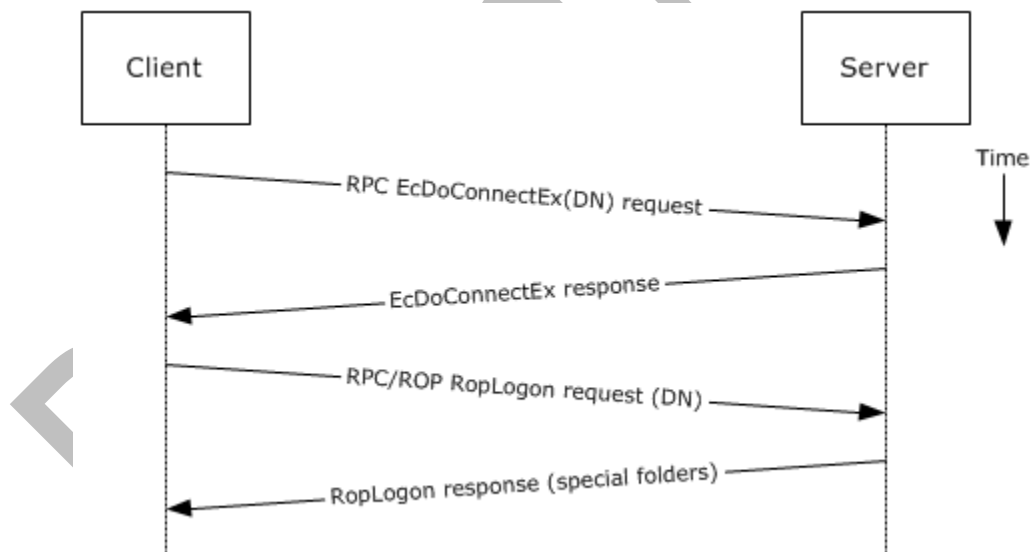 Client
Server
Time
RPC EcDoConnectEx(DN) request
EcDoConnectEx response
RPC/ROP RopLogon request (DN)
RopLogon response (special folders)